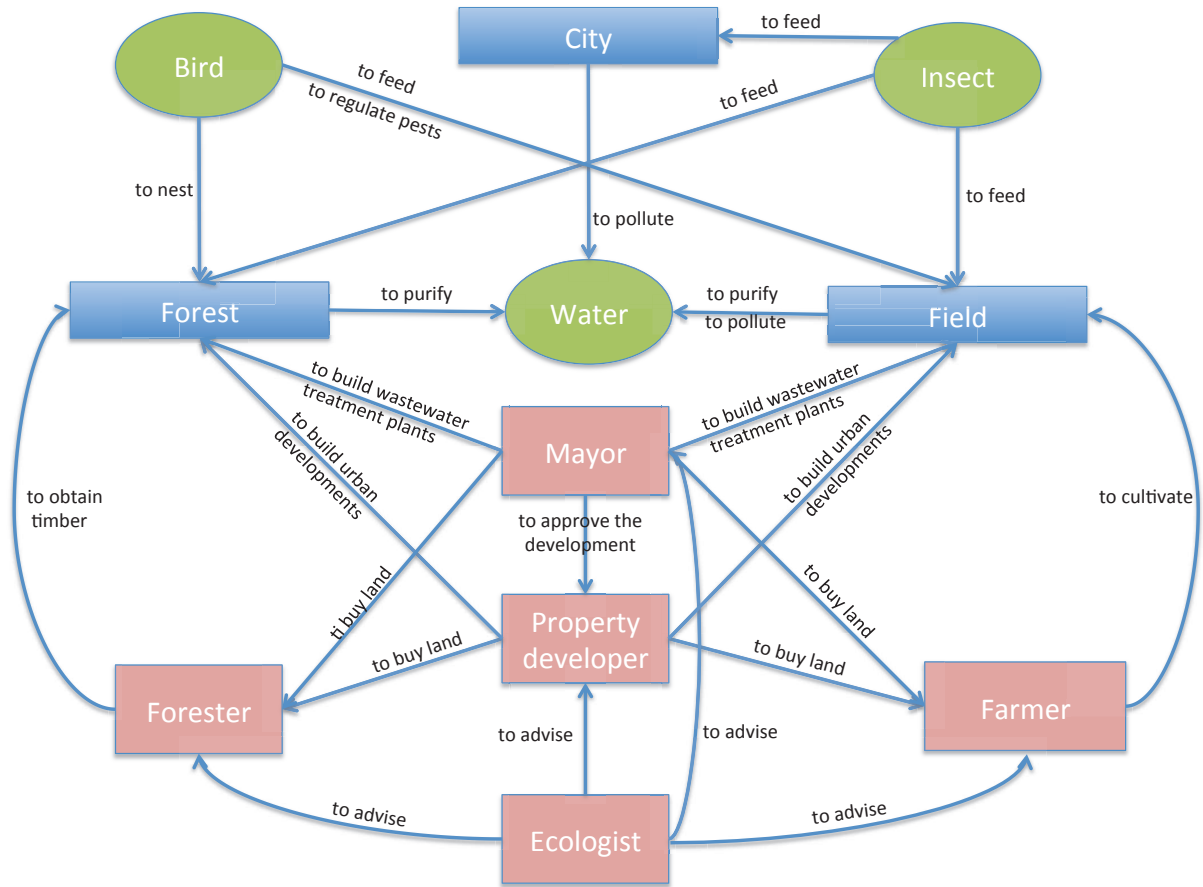 to feed
City
Bird
to feed
to regulate pests
to feed
Insect
to nest
to feed
to pollute
to purify
to purify
Forest
Water
Field
to pollute
to build wastewater
treatment plants
to build wastewater
treatment plants
to build urban
developments
Mayor
to build urban
developments
to obtain
timber
to cultivate
to approve the
development
ti buy land
to buy land
Property
developer
to buy land
to buy land
Forester
Farmer
to advise
to advise
to advise
to advise
Ecologist